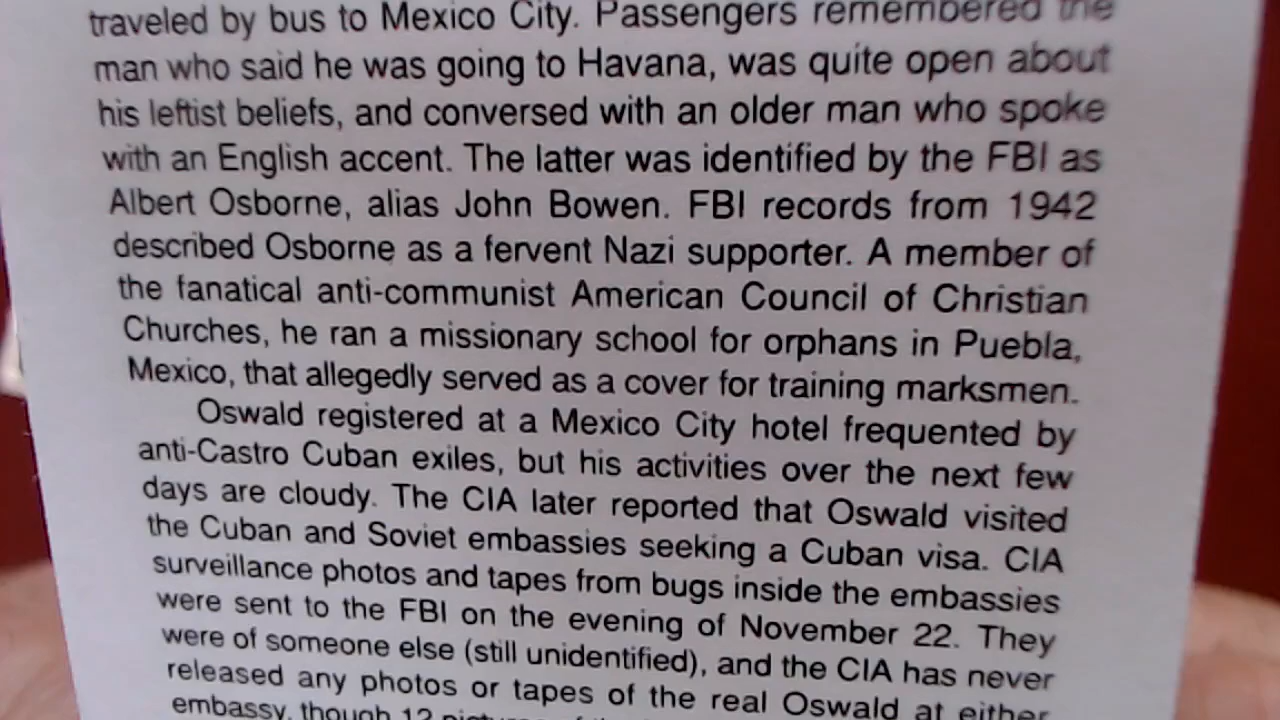 traveled by bus to Mexico City. Passengers remembered the
man who said he was going to Havana, was quite open about
his leftist beliefs, and conversed with an older man who spoke
with an English accent. The latter was identified by the FBI as
Albert Osborne, alias John Bowen. FBI records from 1942
described Osborne as a fervent Nazi supporter. A member of
the fanatical anti-communist American Council of Christian
Churches, he ran a missionary school for orphans in Puebla,
Mexico, that allegedly served as a cover for training marksmen.
Oswald registered at a Mexico City hotel frequented by
anti-Castro Cuban exiles, but his activities over the next few
days are cloudy. The CIA later reported that Oswald visited
the Cuban and Soviet embassies seeking a Cuban visa. CIA
surveillance photos and tapes from bugs inside the embassies
were sent to the FBI on the evening of November 22. They
were of someone else (still unidentified), and the CIA has never
released any photos or tapes of the real Oswald at either
embassy, though 12